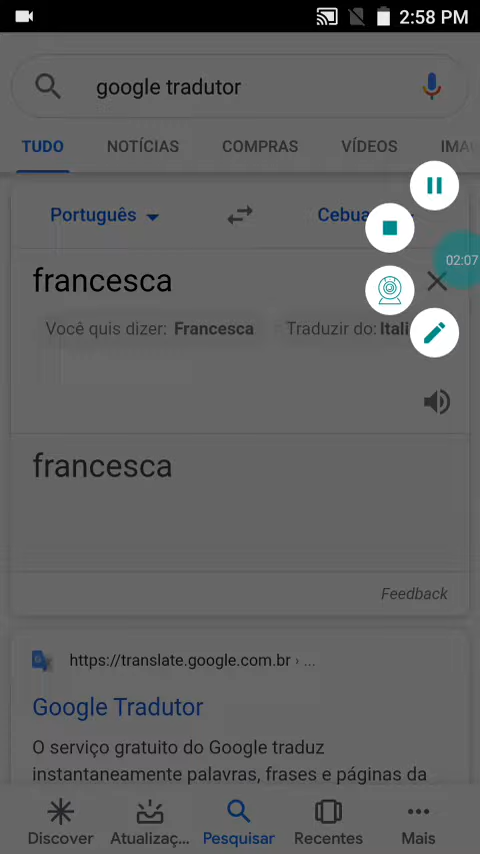 2:58 PM
google tradutor
TUDO NOTÍCIAS COMPRAS VÍDEOS
Português
02:07
francesca
Você quis dizer: Francesca Traduzir do:
francesca
Feedback
https://translate.google.com.br › ...
Google Tradutor
O serviço gratuito do Google traduz
instantaneamente palavras, frases e páginas da
Discover Atualizaç... Pesquisar Recentes Mais